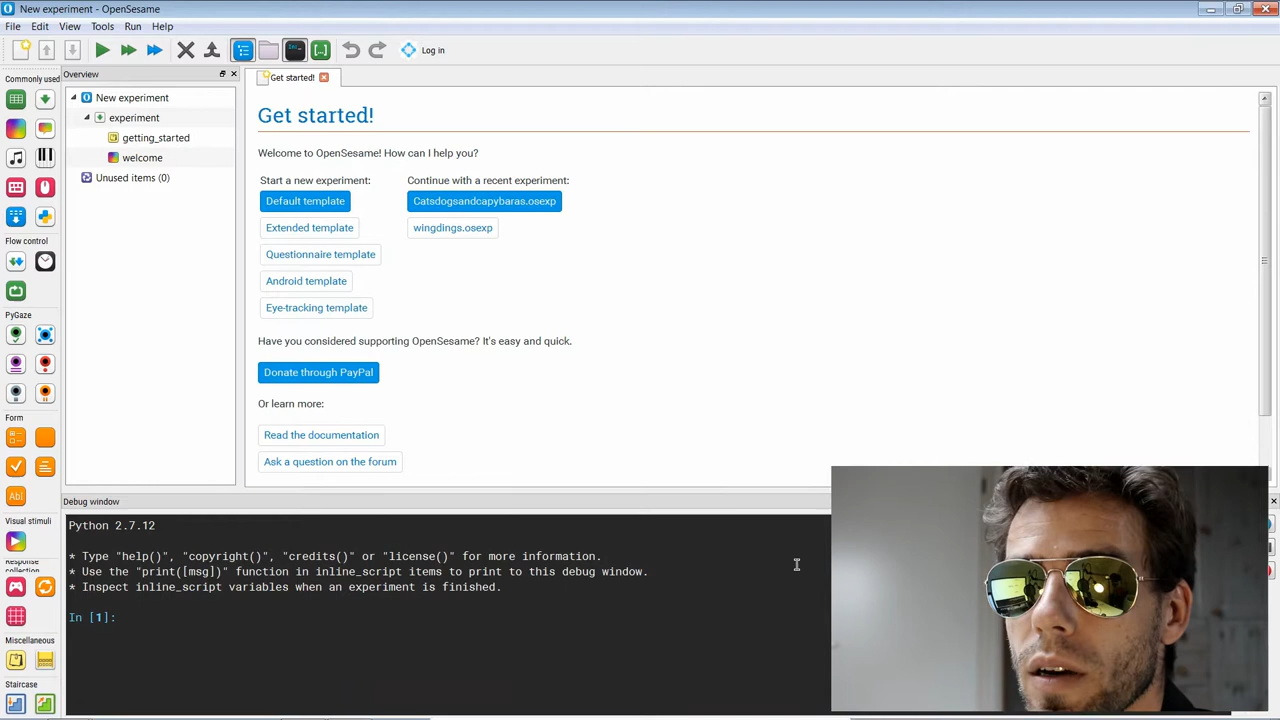 New experiment - OpenSesame
File Edit View Tools Run Help
Log in
Commonly used
Overview
Get started!
New experiment
experiment
getting_started
welcome
Unused items (0)
Get started!
Welcome to OpenSesame! How can I help you?
Start a new experiment: Continue with a recent experiment:
Default template Catsdogsandcapybaras.osexp
Extended template wingdings.osexp
Questionnaire template
Android template
Eye-tracking template
Have you considered supporting OpenSesame? It's easy and quick.
Donate through PayPal
Or learn more:
Read the documentation
Ask a question on the forum
Flow control
PyGaze
Form
Abl
Visual stimuli
Response
collection
Miscellaneous
Staircase
Debug window
Python 2.7.12
* Type "help()", "copyright()", "credits()" or "license()" for more information.
* Use the "print([msg])" function in inline_script items to print to this debug window.
* Inspect inline_script variables when an experiment is finished.
In [1]: